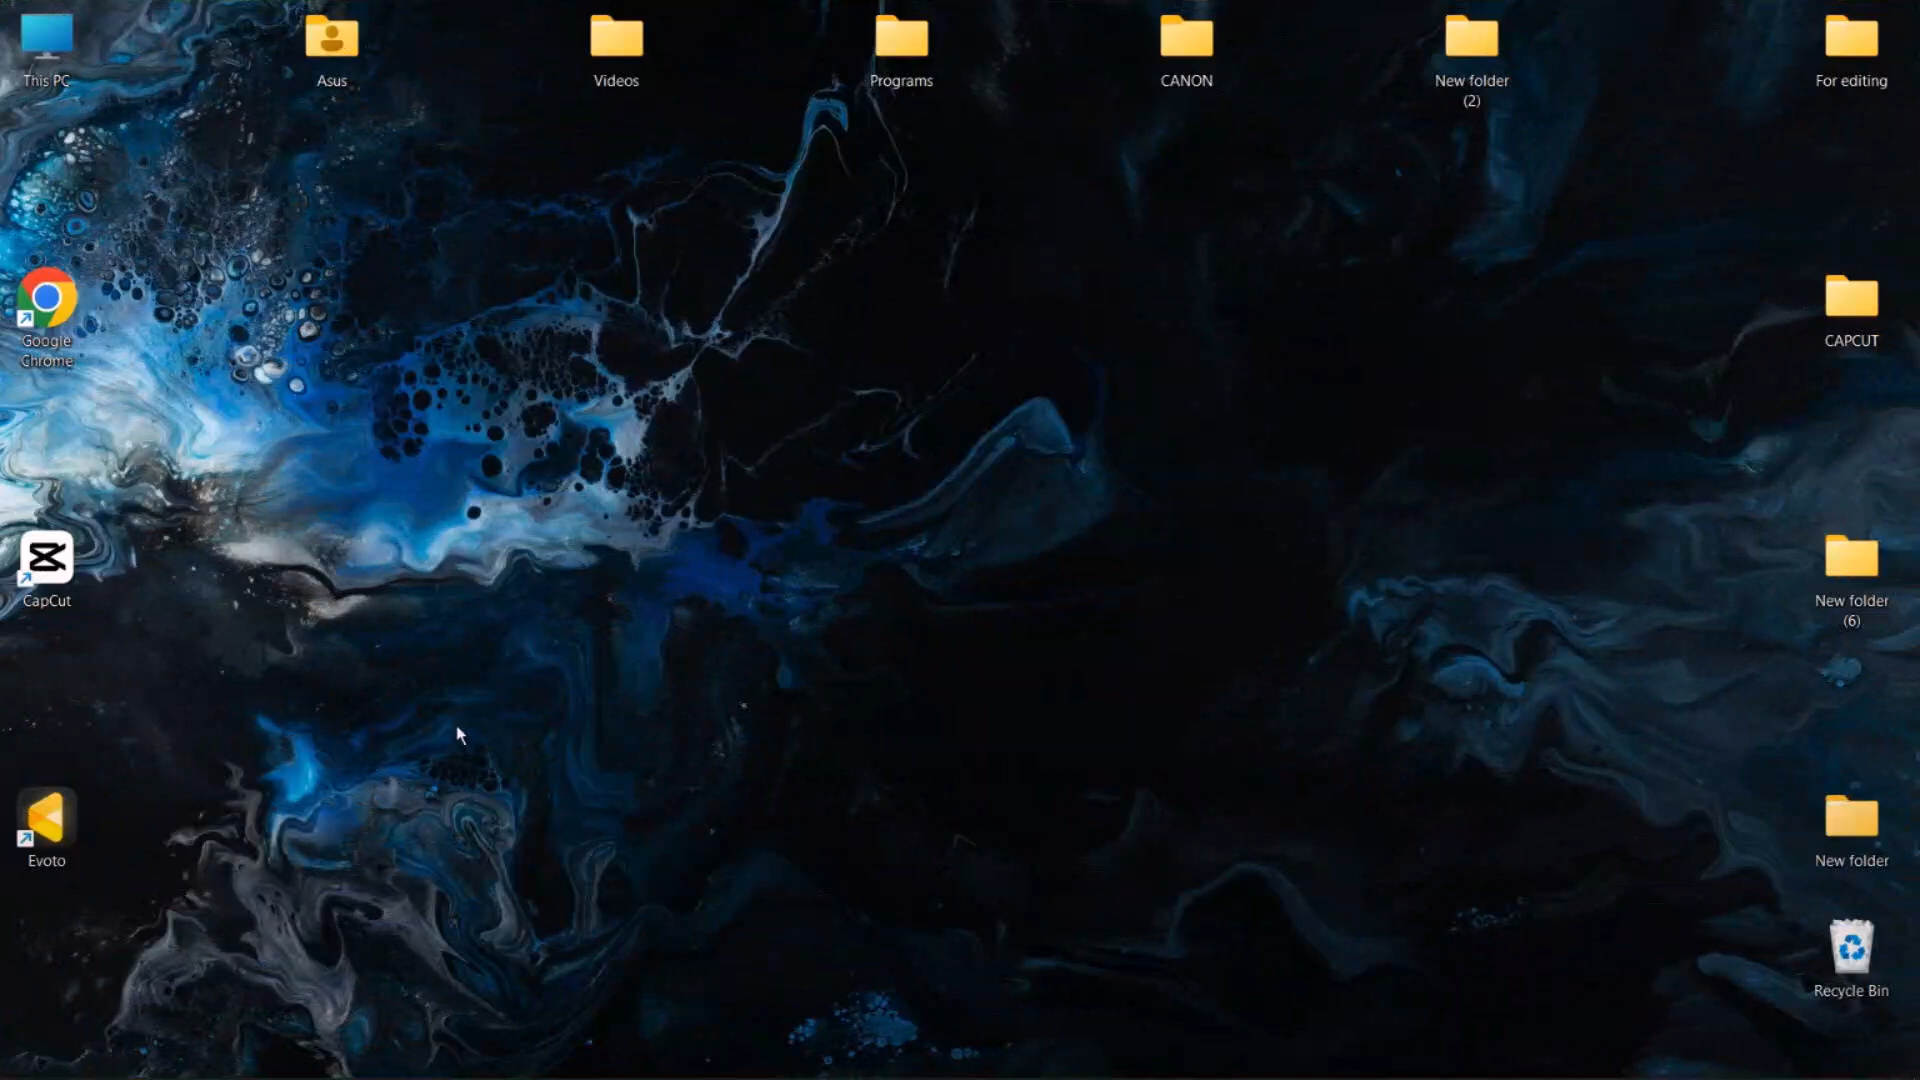 This PC
Asus
Videos
Programs
CANON
New folder
(2)
For editing
Google
Chrome
CAPCUT
CapCut
New folder
(6)
Evoto
New folder
Recycle Bin